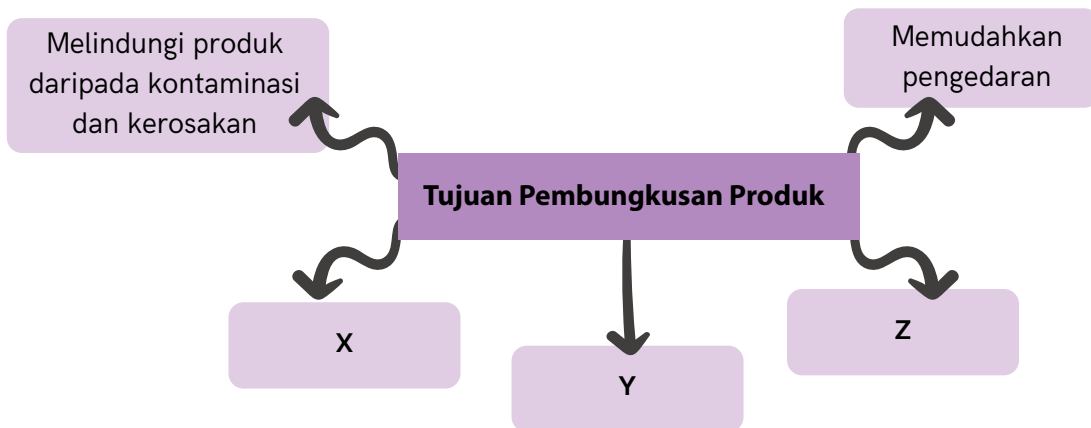 Melindungi produk
daripada kontaminasi
dan kerosakan
Memudahkan
pengedaran
Tujuan Pembungkusan Produk
X
Y
Z